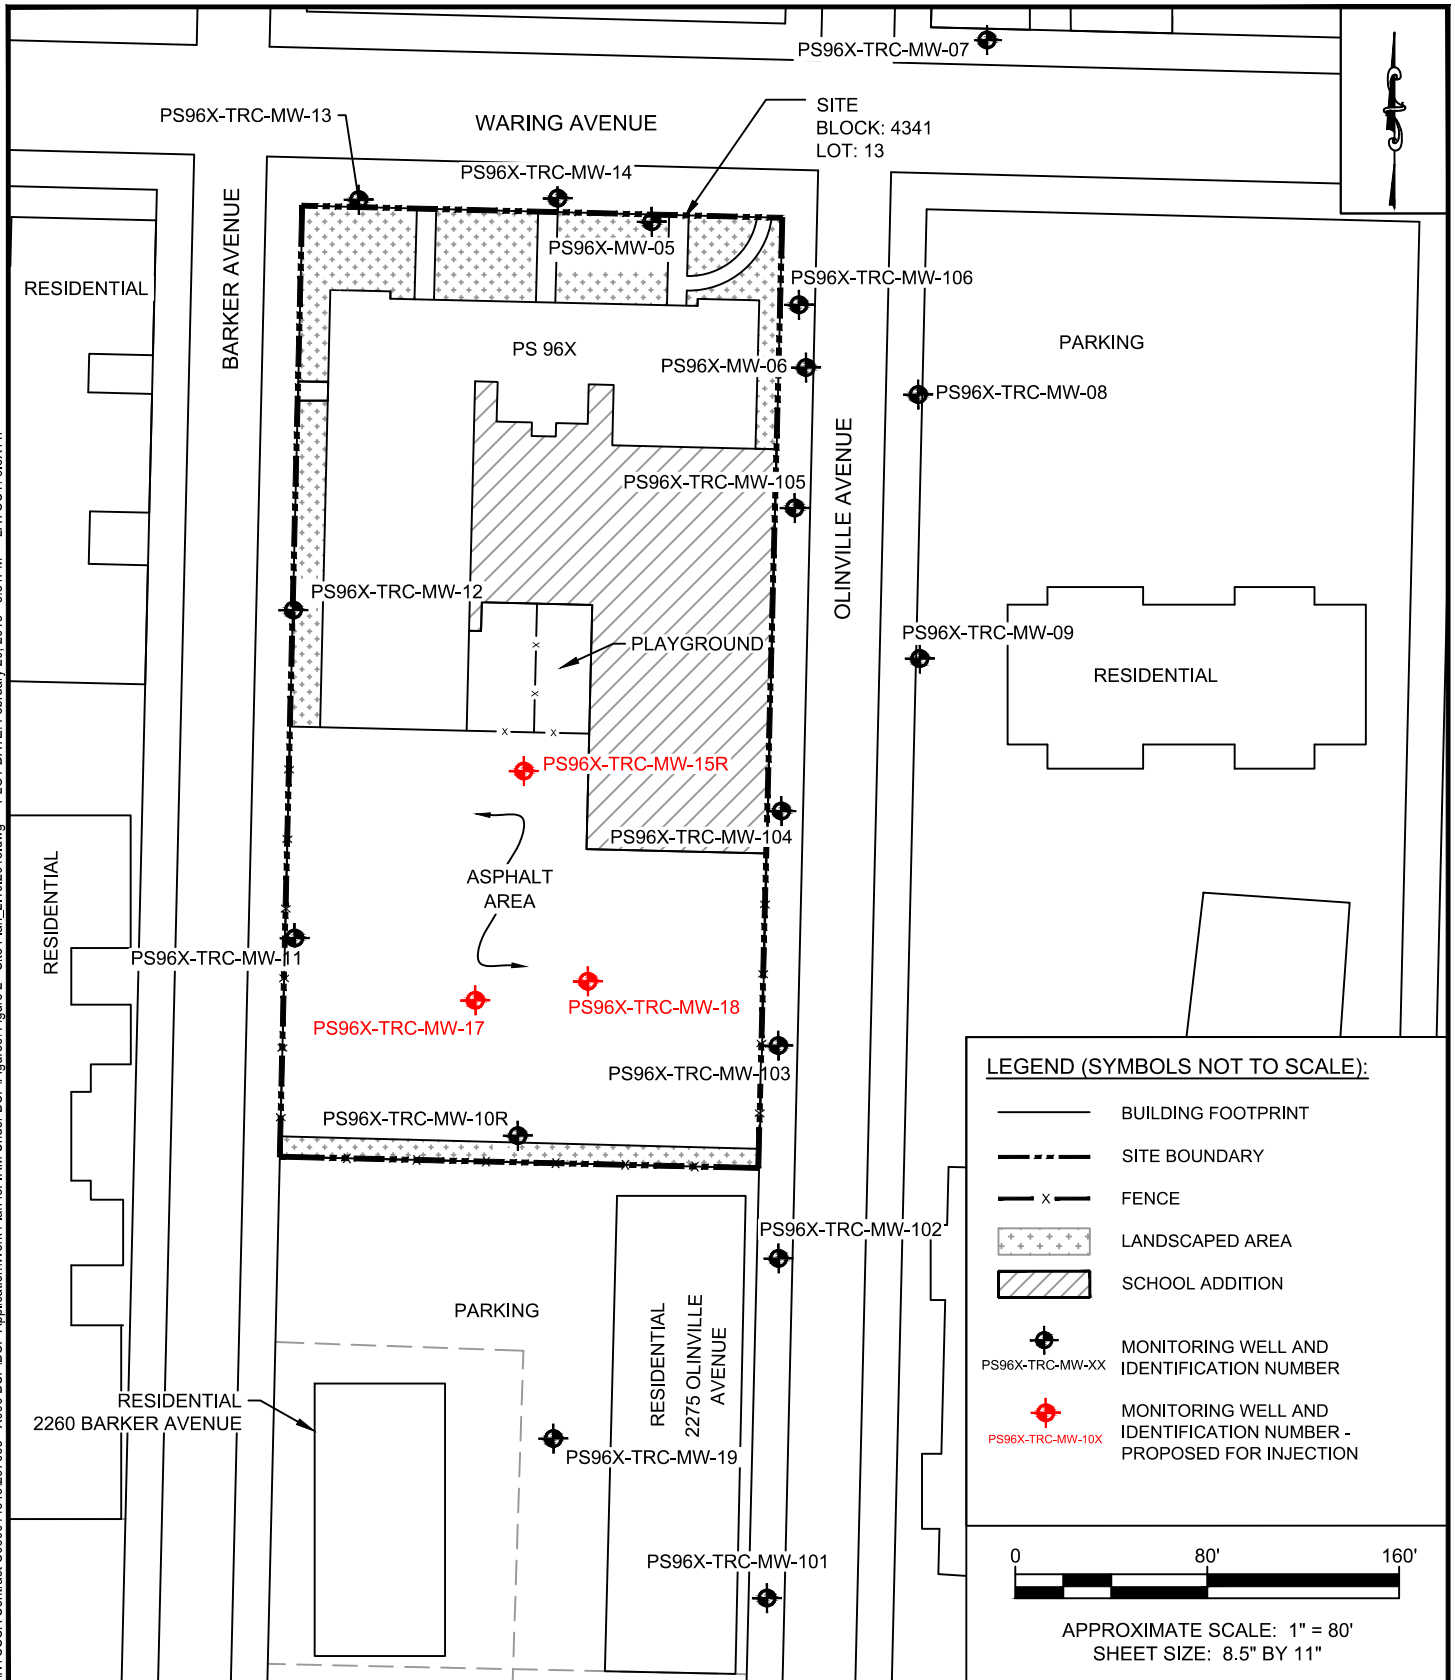 PS96X-TRC-MW-07
PS96X-TRC-MW-13
WARING AVENUE
SITE
BLOCK: 4341
LOT: 13
PS96X-TRC-MW-14
BARKER AVENUE
PS96X-MW-05
RESIDENTIAL
PS96X-TRC-MW-106
PS 96X
PS96X-MW-06
PARKING
PS96X-TRC-MW-08
OLINVILLE AVENUE
PS96X-TRC-MW-105
PS96X-TRC-MW-12
PLAYGROUND
X
X
X
X
PS96X-TRC-MW-09
RESIDENTIAL
PS96X-TRC-MW-15R
PS96X-TRC-MW-104
ASPHALT
AREA
RESIDENTIAL
PS96X-TRC-MW-11
PS96X-TRC-MW-18
PS96X-TRC-MW-17
PS96X-TRC-MW-103
PS96X-TRC-MW-10R
PS96X-TRC-MW-102
PARKING
RESIDENTIAL
2275 OLINVILLE
AVENUE
RESIDENTIAL
2260 BARKER AVENUE
PS96X-TRC-MW-19
PS96X-TRC-MW-101
LEGEND (SYMBOLS NOT TO SCALE):
BUILDING FOOTPRINT
SITE BOUNDARY
X
FENCE
LANDSCAPED AREA
SCHOOL ADDITION
PS96X-TRC-MW-XX
MONITORING WELL AND
IDENTIFICATION NUMBER
PS96X-TRC-MW-10X
MONITORING WELL AND
IDENTIFICATION NUMBER -
PROPOSED FOR INJECTION
0 80' 160'
APPROXIMATE SCALE: 1" = 80'
SHEET SIZE: 8.5" BY 11"